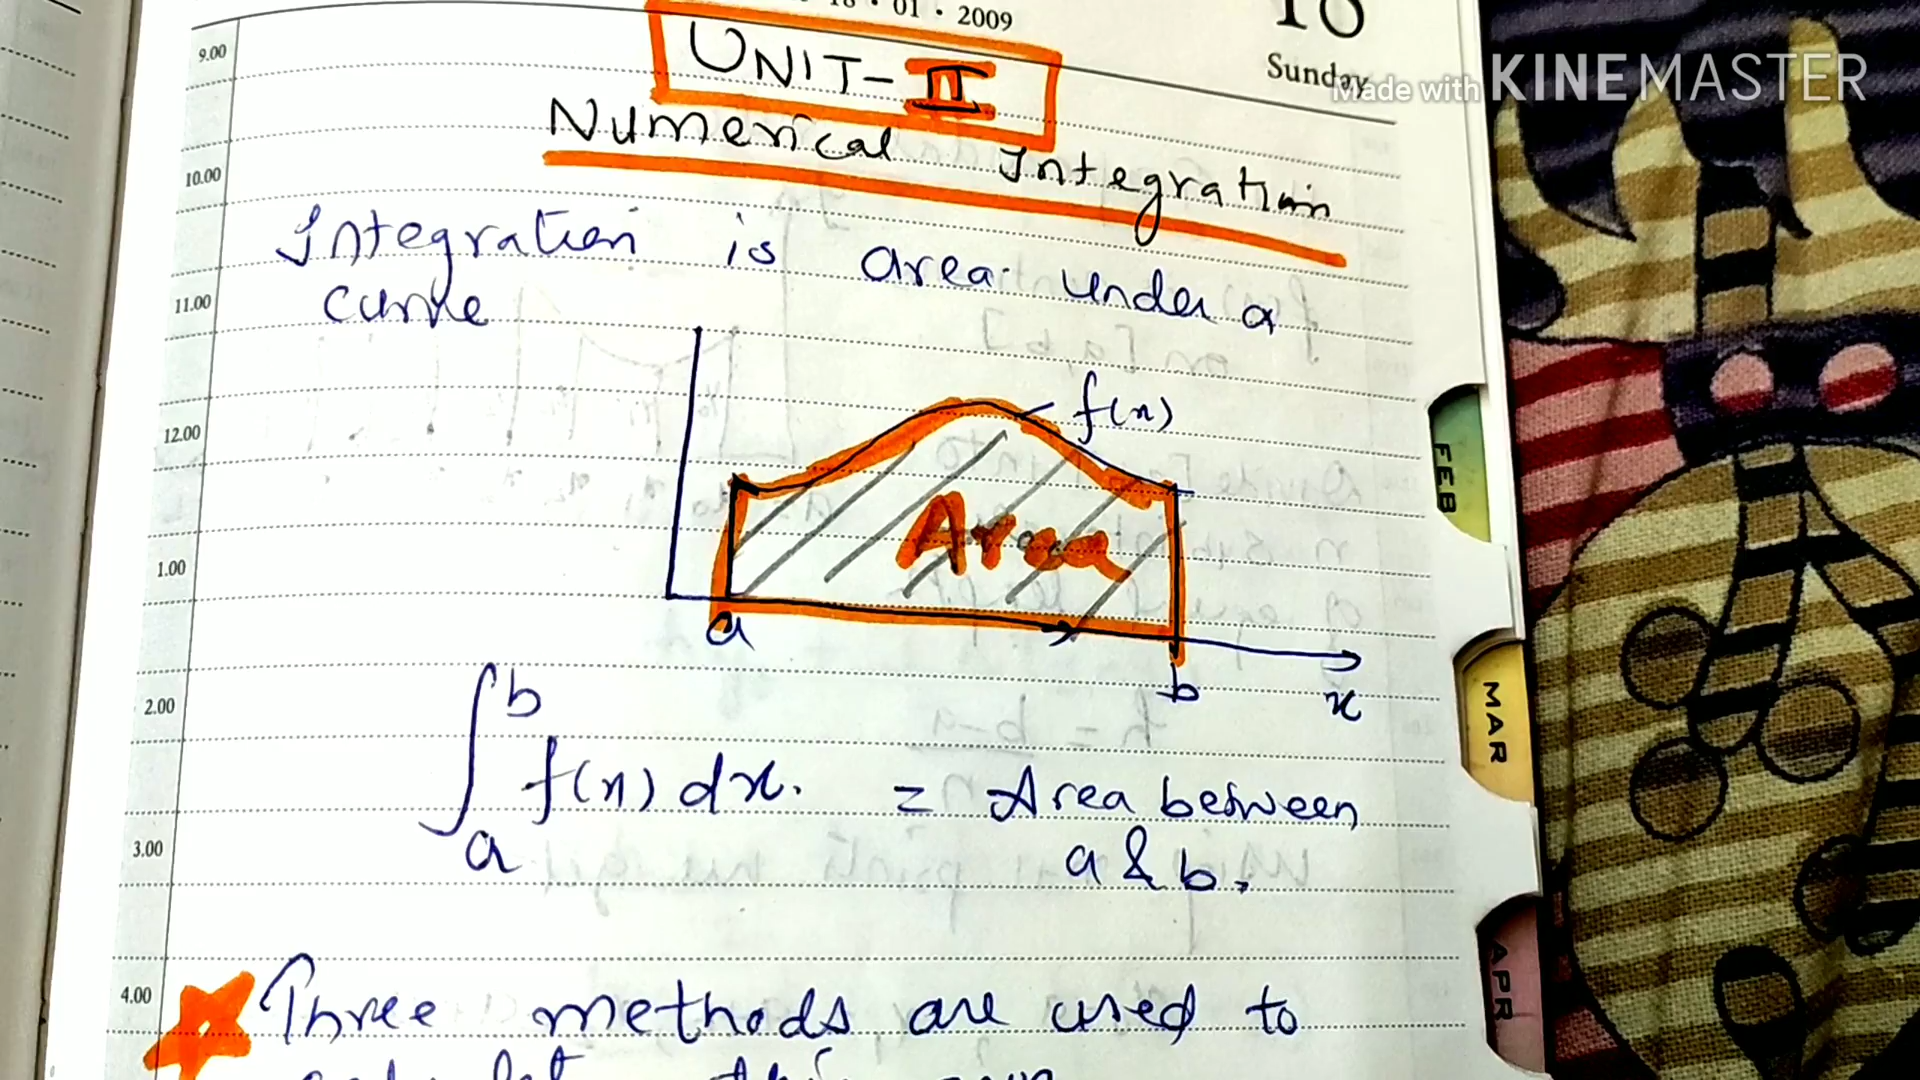 01 · 2009
Sunday
Made with KINEMASTER
UNIT-II
Numerical Integration
Integration is area under a
curve
f(x)
Area
a
b
x
∫ₐᵇ f(x) dx. = Area between
a & b.
Three methods are used to
9.00
10.00
11.00
12.00
1.00
2.00
3.00
4.00
FEB
MAR
APR